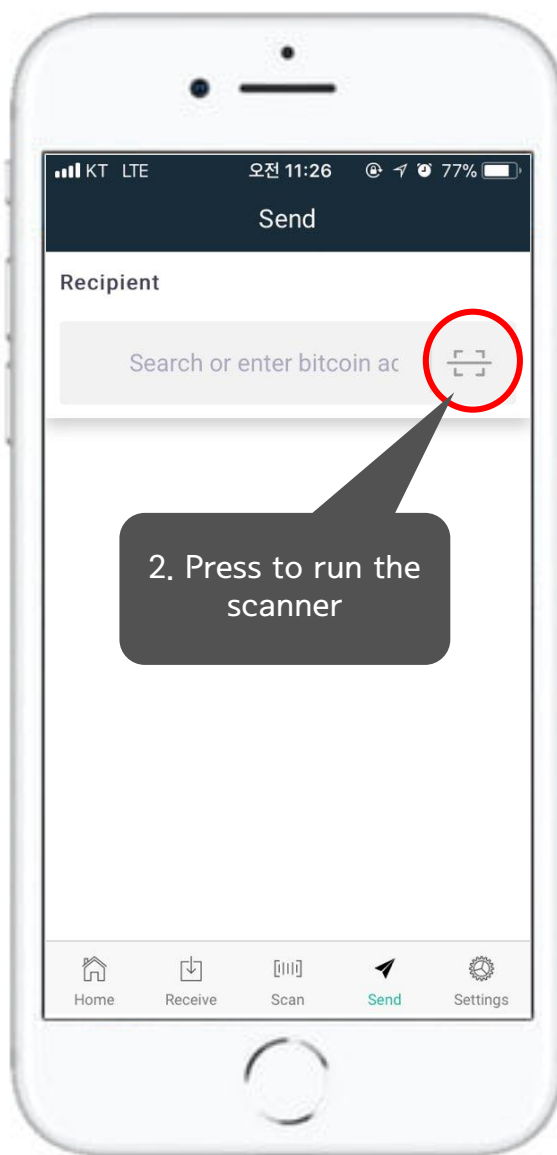 KT LTE 오전 11:26 77%
Send
Recipient
Search or enter bitcoin ac
2. Press to run the
scanner
Home Receive Scan Send Settings